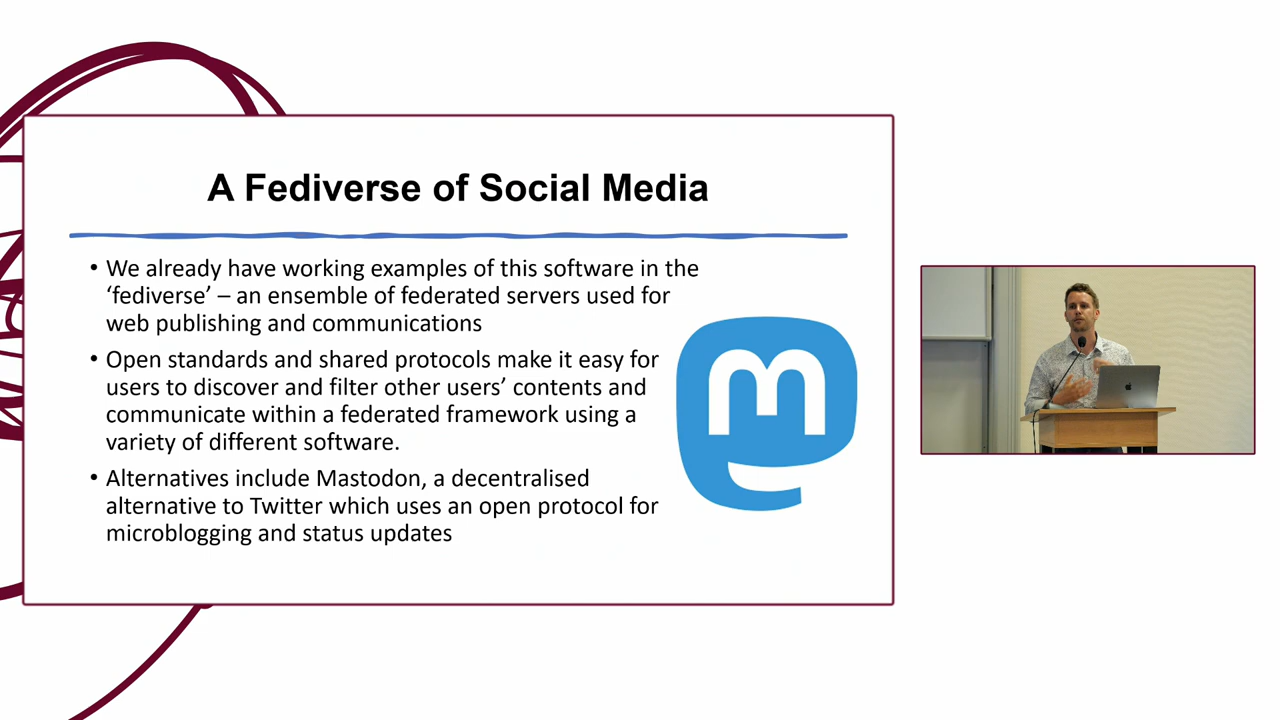 A Fediverse of Social Media
• We already have working examples of this software in the
‘fediverse’ – an ensemble of federated servers used for
web publishing and communications
• Open standards and shared protocols make it easy for
users to discover and filter other users’ contents and
communicate within a federated framework using a
variety of different software.
• Alternatives include Mastodon, a decentralised
alternative to Twitter which uses an open protocol for
microblogging and status updates
m